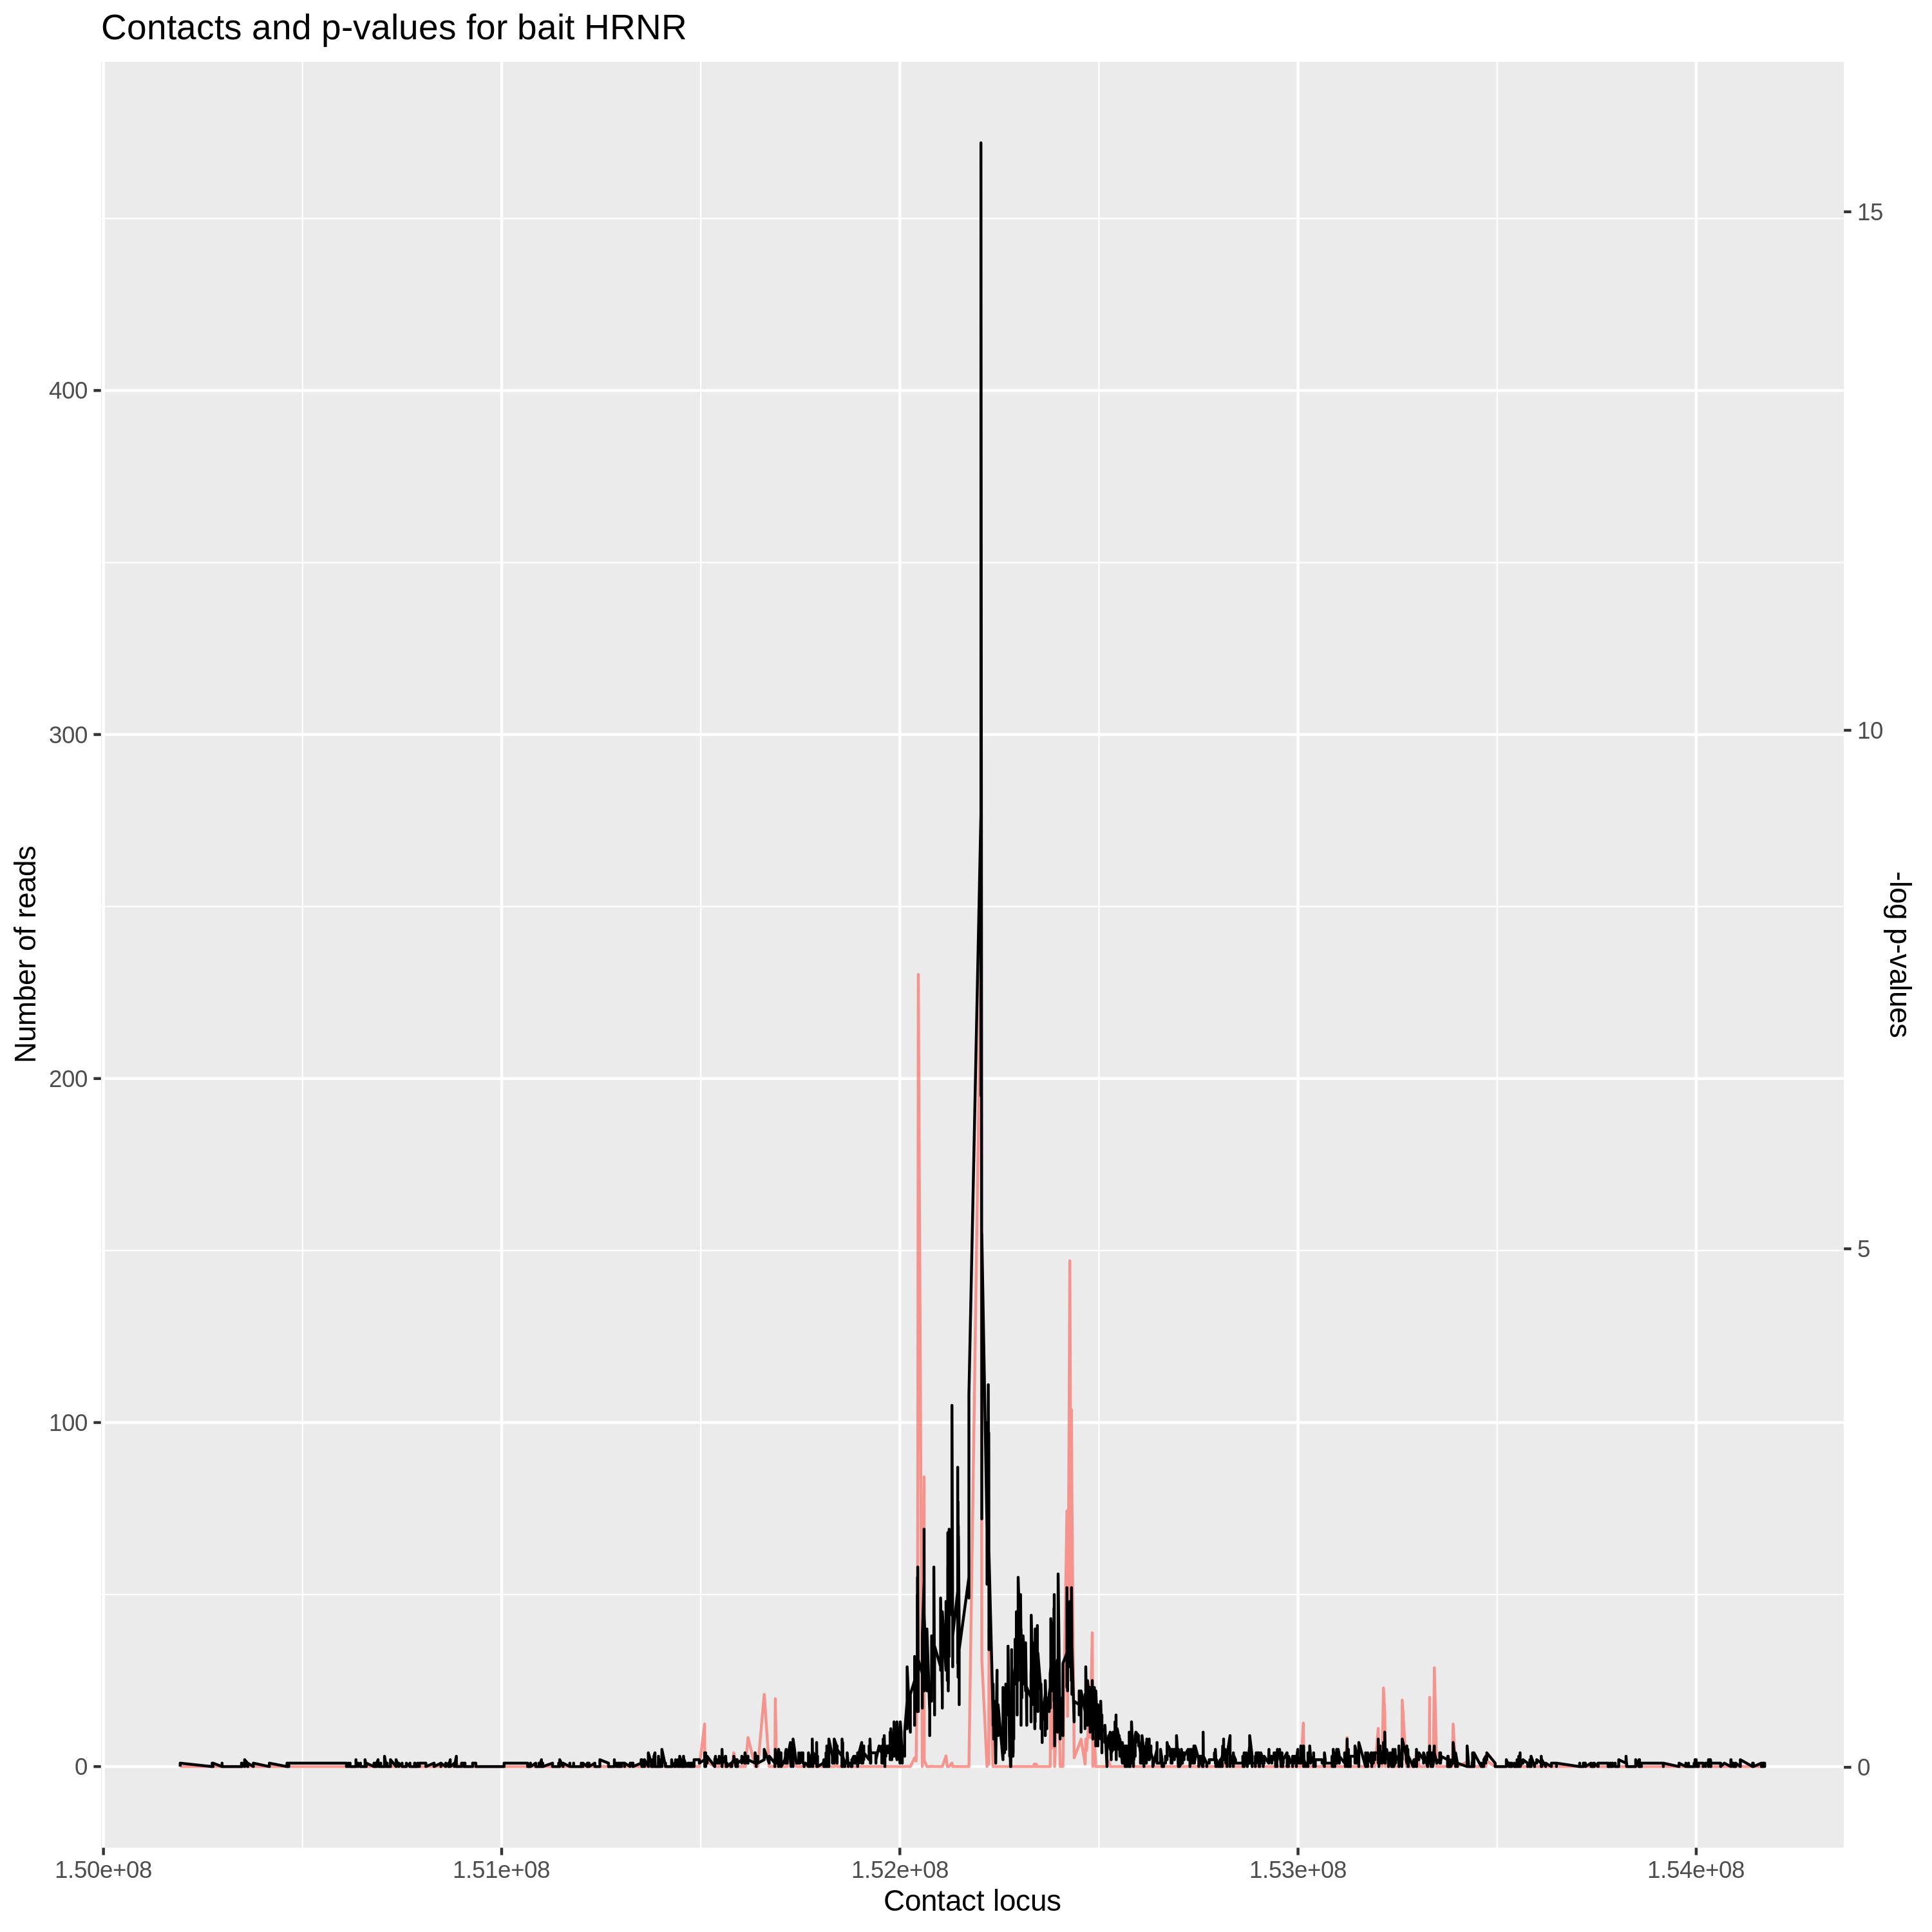 Contacts and p-values for bait HRNR
Number of reads
400
300
200
100
0
15
10
5
0
-log p-values
1.50e+08 1.51e+08 1.52e+08 1.53e+08 1.54e+08
Contact locus